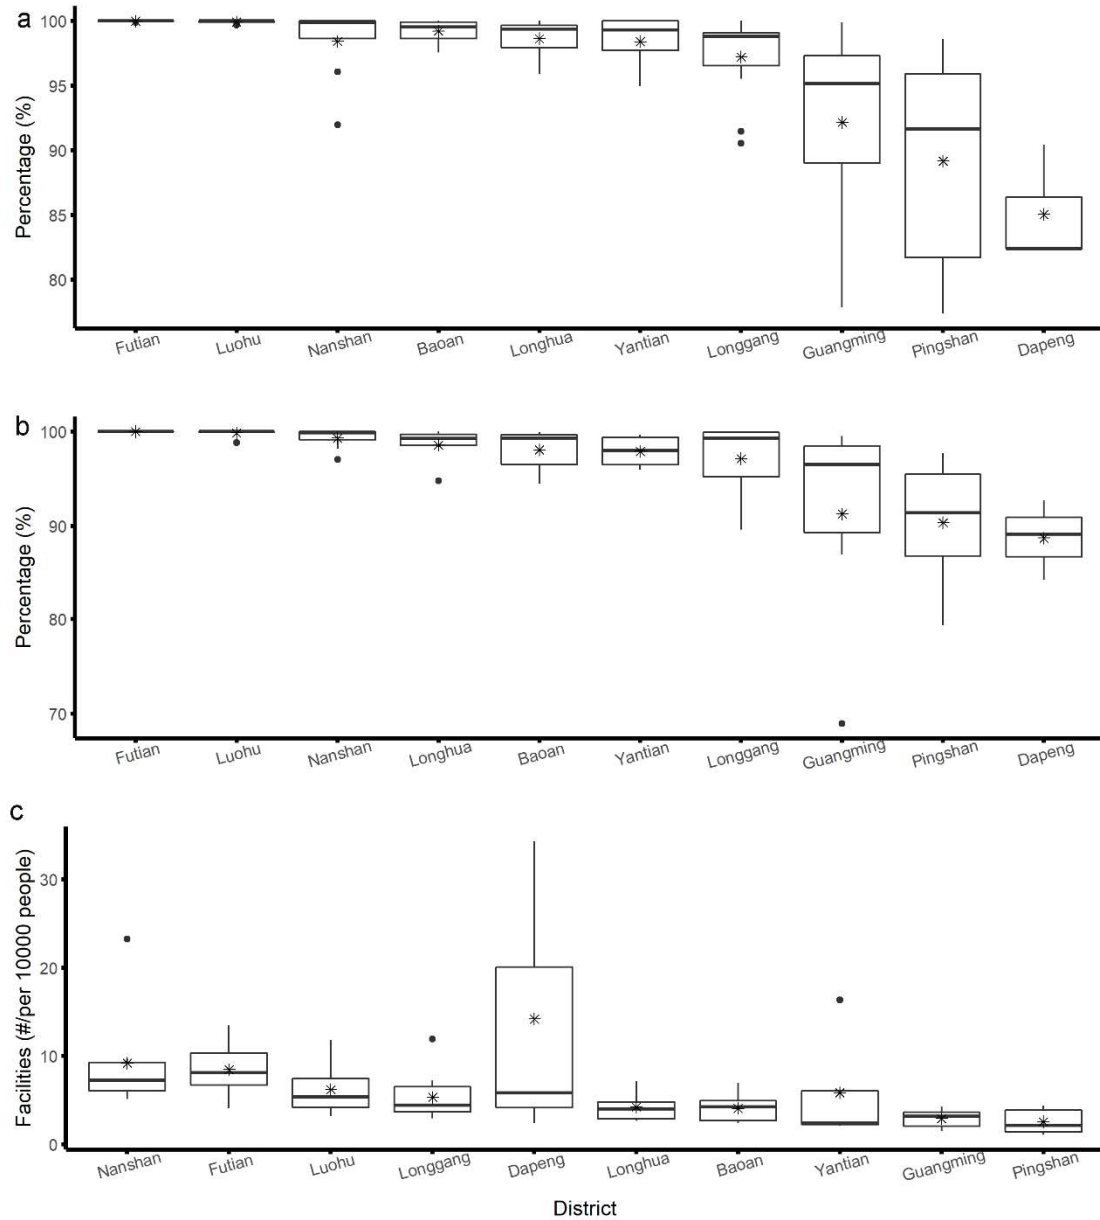 a
Percentage (%)
100
95
90
85
80
Futian Luohu Nanshan Baoan Longhua Yantian Longgang Guangming Pingshan Dapeng
b
Percentage (%)
100
90
80
70
Futian Luohu Nanshan Longhua Baoan Yantian Longgang Guangming Pingshan Dapeng
c
Facilities (#/per 10000 people)
30
20
10
0
Nanshan Futian Luohu Longgang Dapeng Longhua Baoan Yantian Guangming Pingshan
District